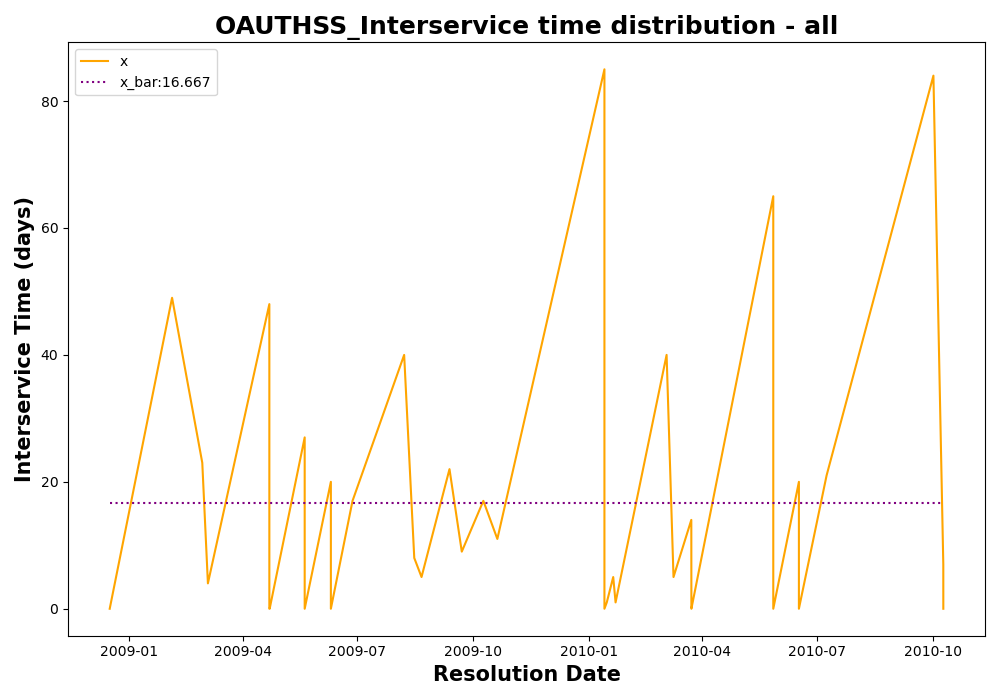 OAUTHSS_Interservice time distribution - all
x
x_bar:16.667
Interservice Time (days)
80
60
40
20
0
2009-01 2009-04 2009-07 2009-10 2010-01 2010-04 2010-07 2010-10
Resolution Date